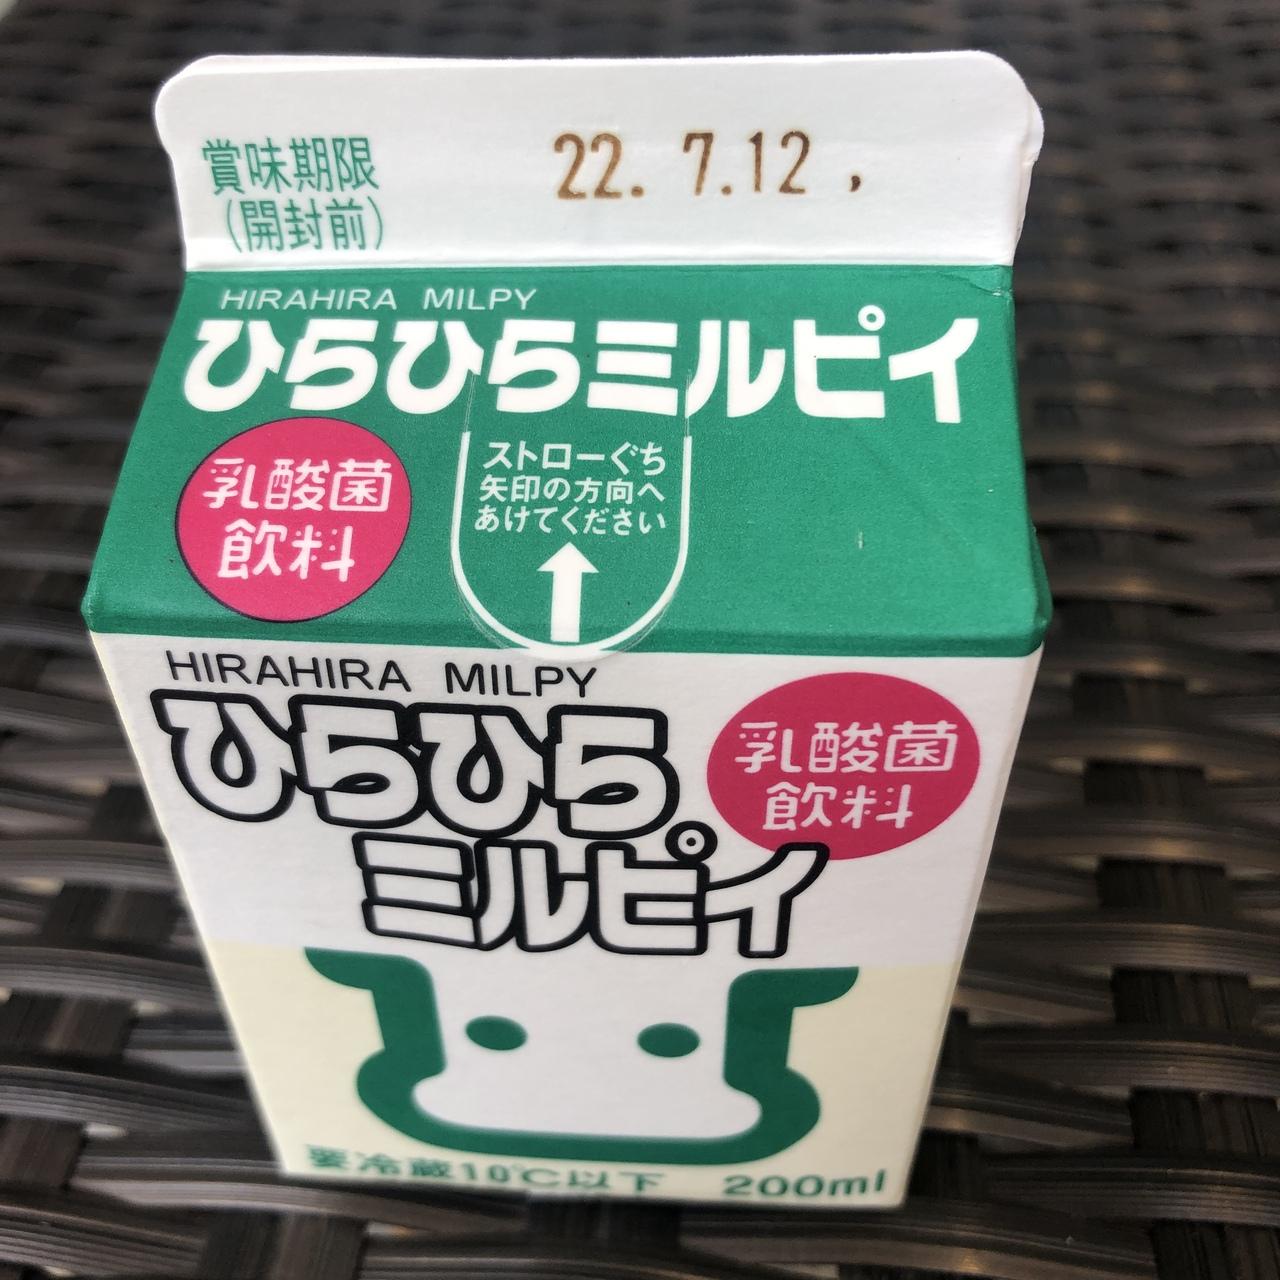 賞味期限
(開封前)
22. 7.12 ,
HIRAHIRA MILPY
ひらひらミルピィ
乳酸菌
飲料
ストローぐち
矢印の方向へ
あけてください
HIRAHIRA MILPY
ひらひら
ミルピィ
乳酸菌
飲料
要冷蔵10℃以下 200ml